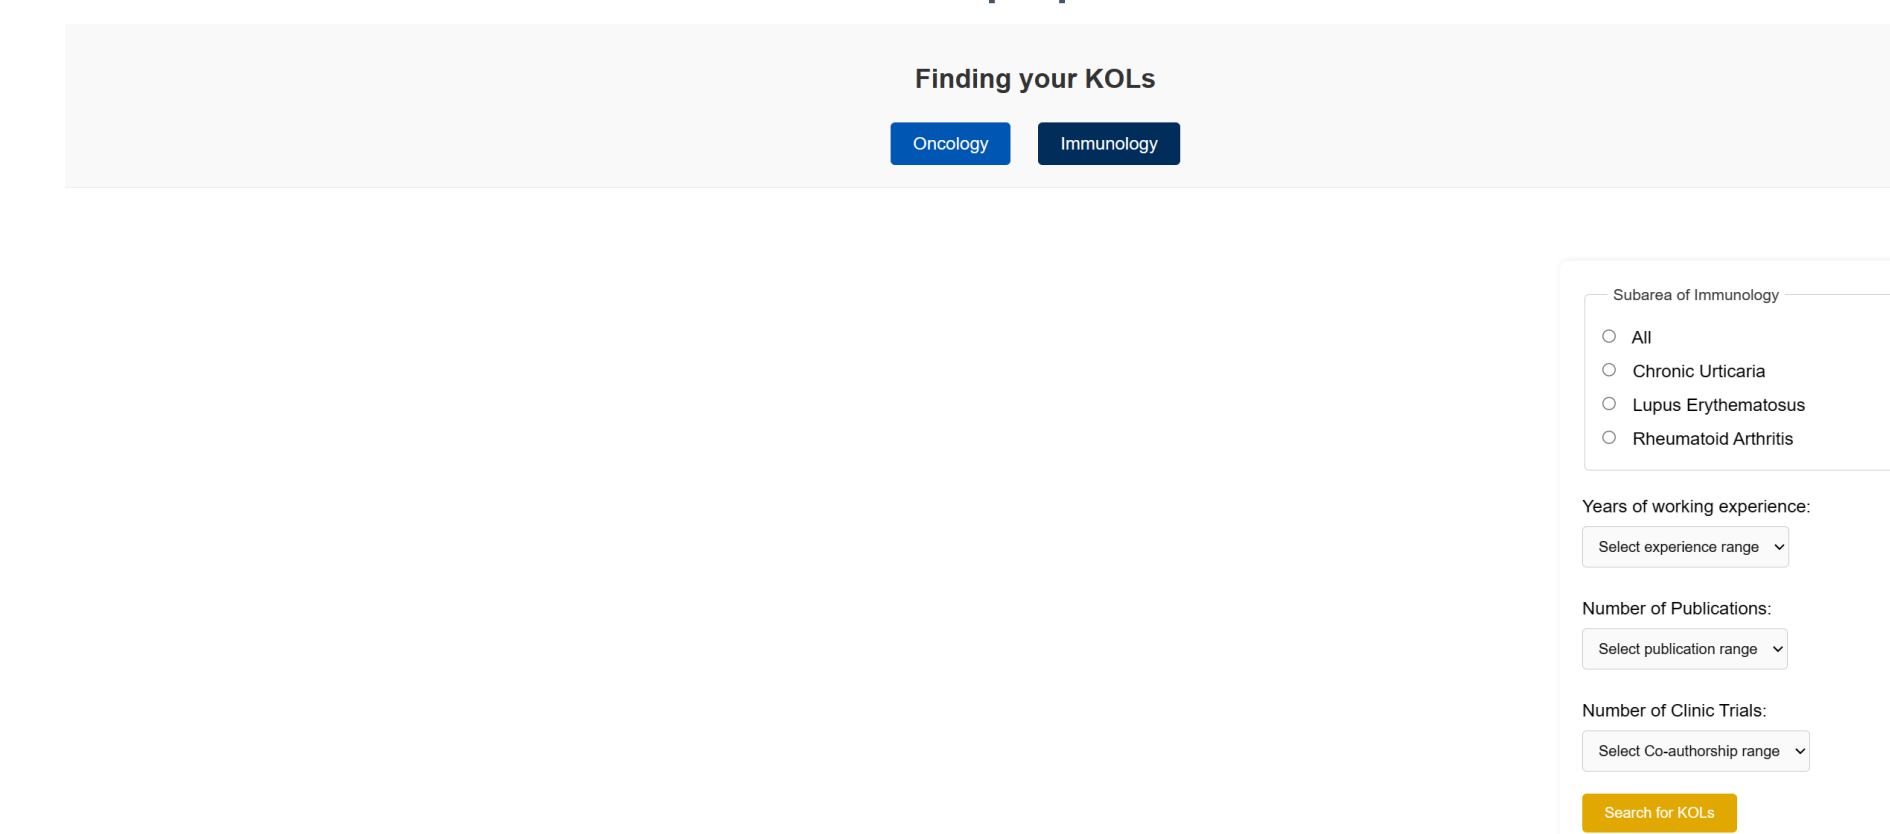 Finding your KOLs
Oncology
Immunology
Subarea of Immunology
All
Chronic Urticaria
Lupus Erythematosus
Rheumatoid Arthritis
Years of working experience:
Select experience range
Number of Publications:
Select publication range
Number of Clinic Trials:
Select Co-authorship range
Search for KOLs